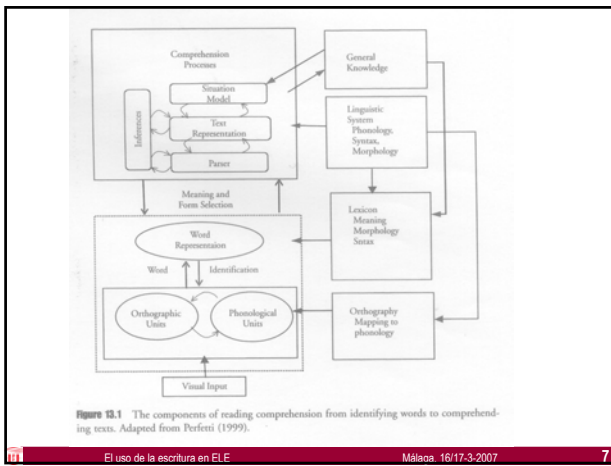 Comprehension
Processes
Situation
Model
Inferences
Text
Representation
Parser
General
Knowledge
Linguistic
System
Phonology,
Syntax,
Morphology
Meaning and
Form Selection
Word
Representaion
Word
Identification
Lexicon
Meaning
Morphology
Sntax
Orthographic
Units
Phonological
Units
Orthography
Mapping to
phonology
Visual Input
Figure 13.1 The components of reading comprehension from identifying words to comprehend-
ing texts. Adapted from Perfetti (1999).
El uso de la escritura en ELE
Málaga, 16/17-3-2007
7